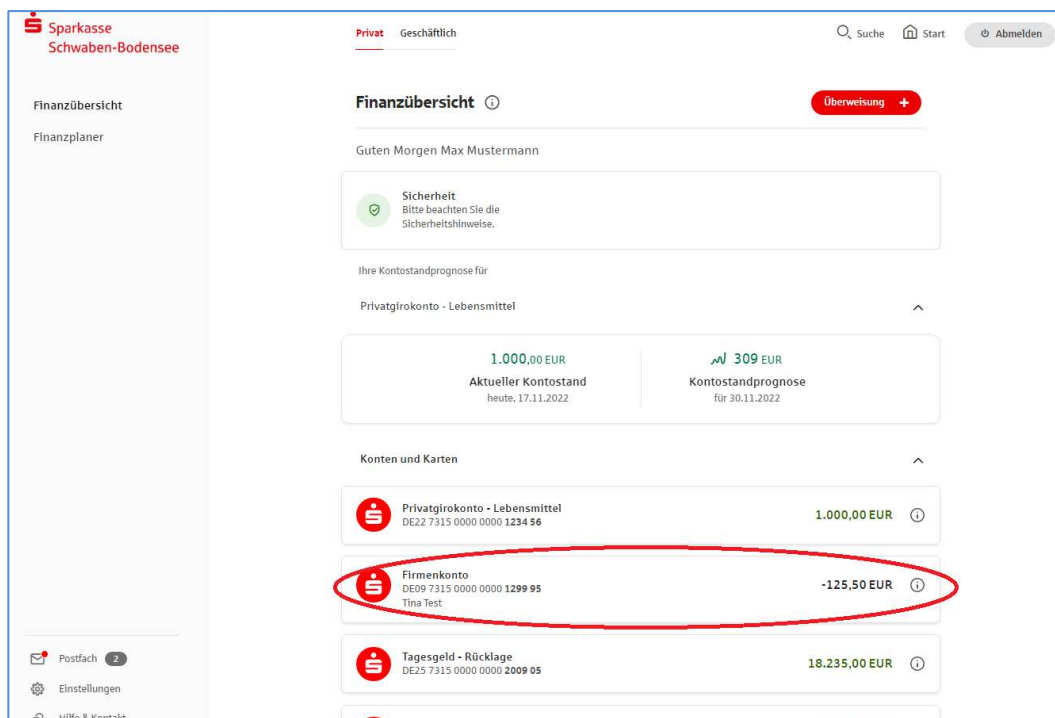 Sparkasse
Schwaben-Bodensee
Privat Geschäftlich
Suche Start Abmelden
Finanzübersicht
Finanzplaner
Finanzübersicht
Überweisung +
Guten Morgen Max Mustermann
Sicherheit
Bitte beachten Sie die
Sicherheitshinweise.
Ihre Kontostandprognose für
Privatgirokonto - Lebensmittel
1.000,00 EUR
Aktueller Kontostand
heute, 17.11.2022
309 EUR
Kontostandprognose
für 30.11.2022
Konten und Karten
Privatgirokonto - Lebensmittel
DE22 7315 0000 0000 1234 56
1.000,00 EUR
Firmenkonto
DE09 7315 0000 0000 1299 95
Tina Test
-125,50 EUR
Tagesgeld - Rücklage
DE25 7315 0000 0000 2009 05
18.235,00 EUR
Postfach 2
Einstellungen
Hilfe & Kontakt